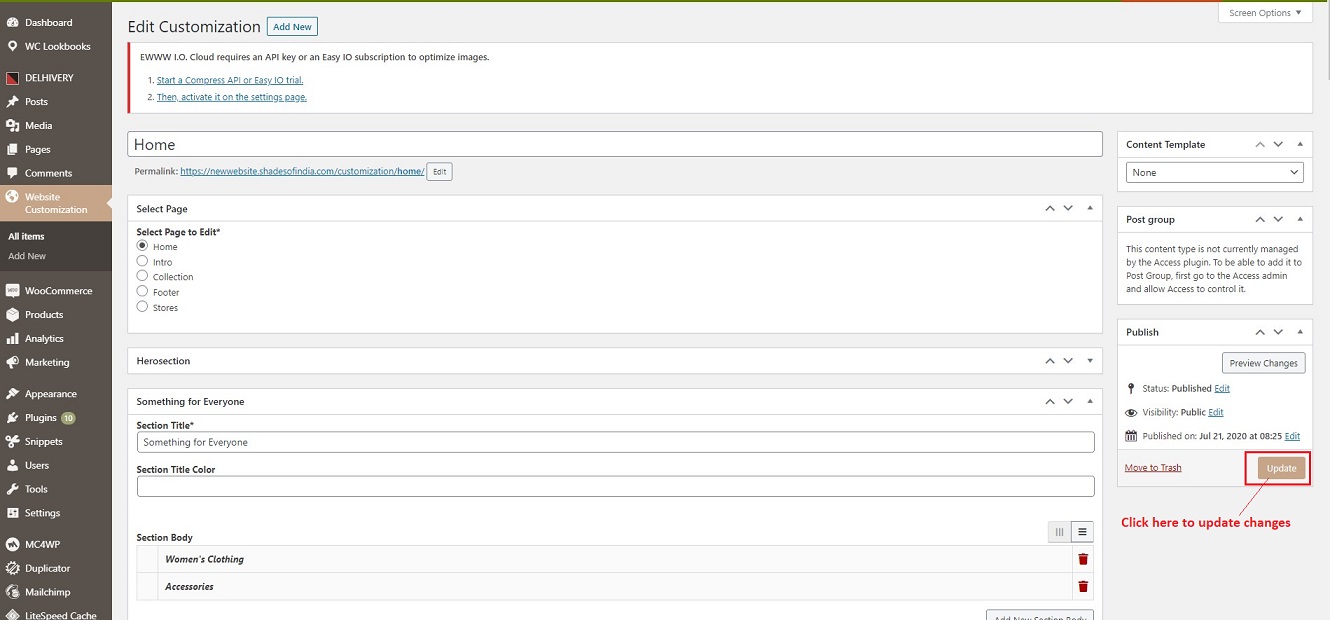 Dashboard
WC Lookbooks
DELHIVERY
Posts
Media
Pages
Comments
Website
Customization
All items
Add New
WooCommerce
Products
Analytics
Marketing
Appearance
Plugins 10
Snippets
Users
Tools
Settings
MC4WP
Duplicator
Mailchimp
LiteSpeed Cache
Screen Options
Edit Customization Add New
EWWW I.O. Cloud requires an API key or an Easy IO subscription to optimize images.
1. Start a Compress API or Easy IO trial.
2. Then, activate it on the settings page.
Home
Permalink: https://newwebsite.shadesofindia.com/customization/home/ Edit
Select Page
Select Page to Edit*
Home
Intro
Collection
Footer
Stores
Herosection
Something for Everyone
Section Title*
Something for Everyone
Section Title Color
Section Body
Women's Clothing
Accessories
Add New Section Body
Content Template
None
Post group
This content type is not currently managed
by the Access plugin. To be able to add it to
Post Group, first go to the Access admin
and allow Access to control it.
Publish
Preview Changes
Status: Published Edit
Visibility: Public Edit
Published on: Jul 21, 2020 at 08:25 Edit
Move to Trash Update
Click here to update changes